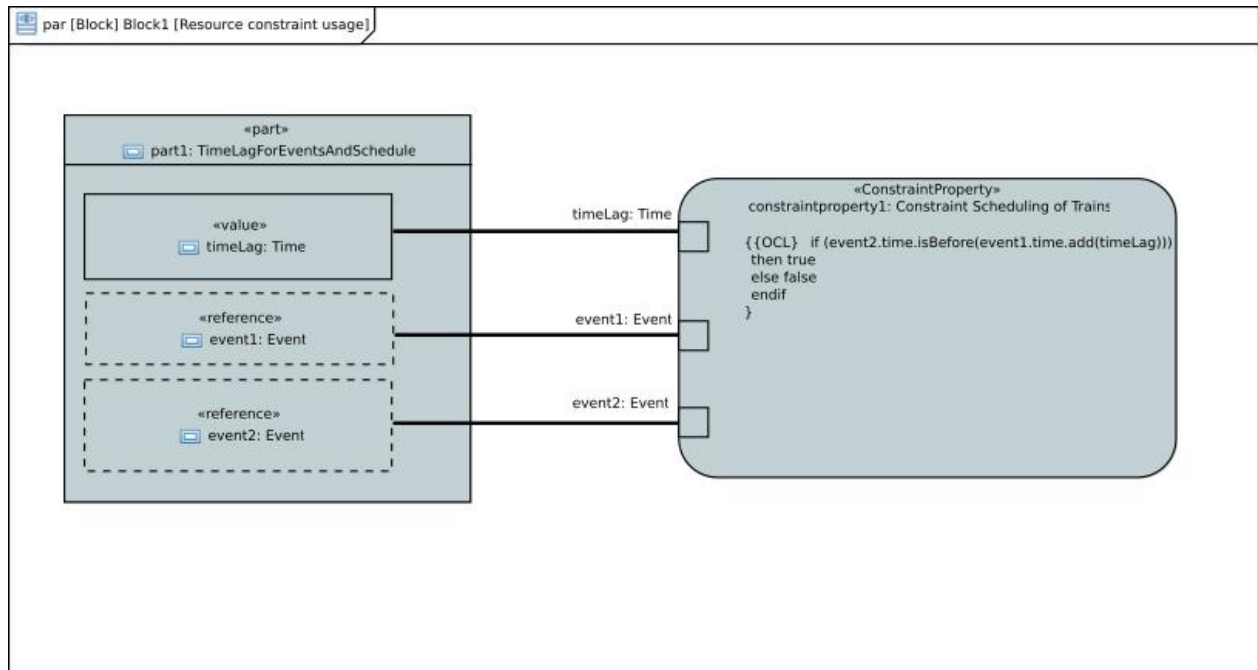 par [Block] Block1 [Resource constraint usage]
«part»
part1: TimeLagForEventsAndSchedule
«value»
timeLag: Time
«reference»
event1: Event
«reference»
event2: Event
timeLag: Time
event1: Event
event2: Event
«ConstraintProperty»
constraintproperty1: Constraint Scheduling of Trains
{{OCL} if (event2.time.isBefore(event1.time.add(timeLag)))
then true
else false
endif
}